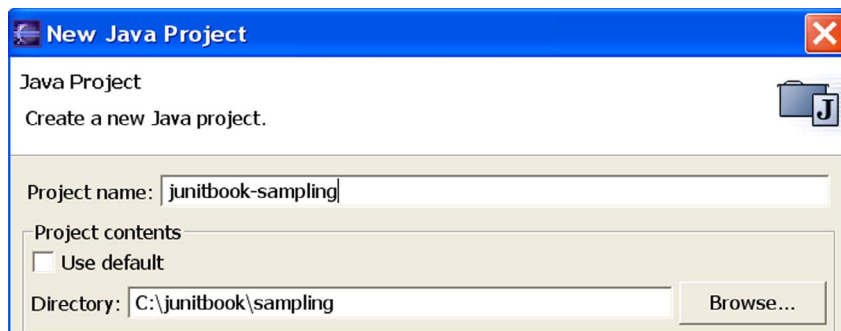 New Java Project
Java Project
J
Create a new Java project.
Project name: junitbook-sampling
Project contents
Use default
Directory: C:\junitbook\sampling Browse...